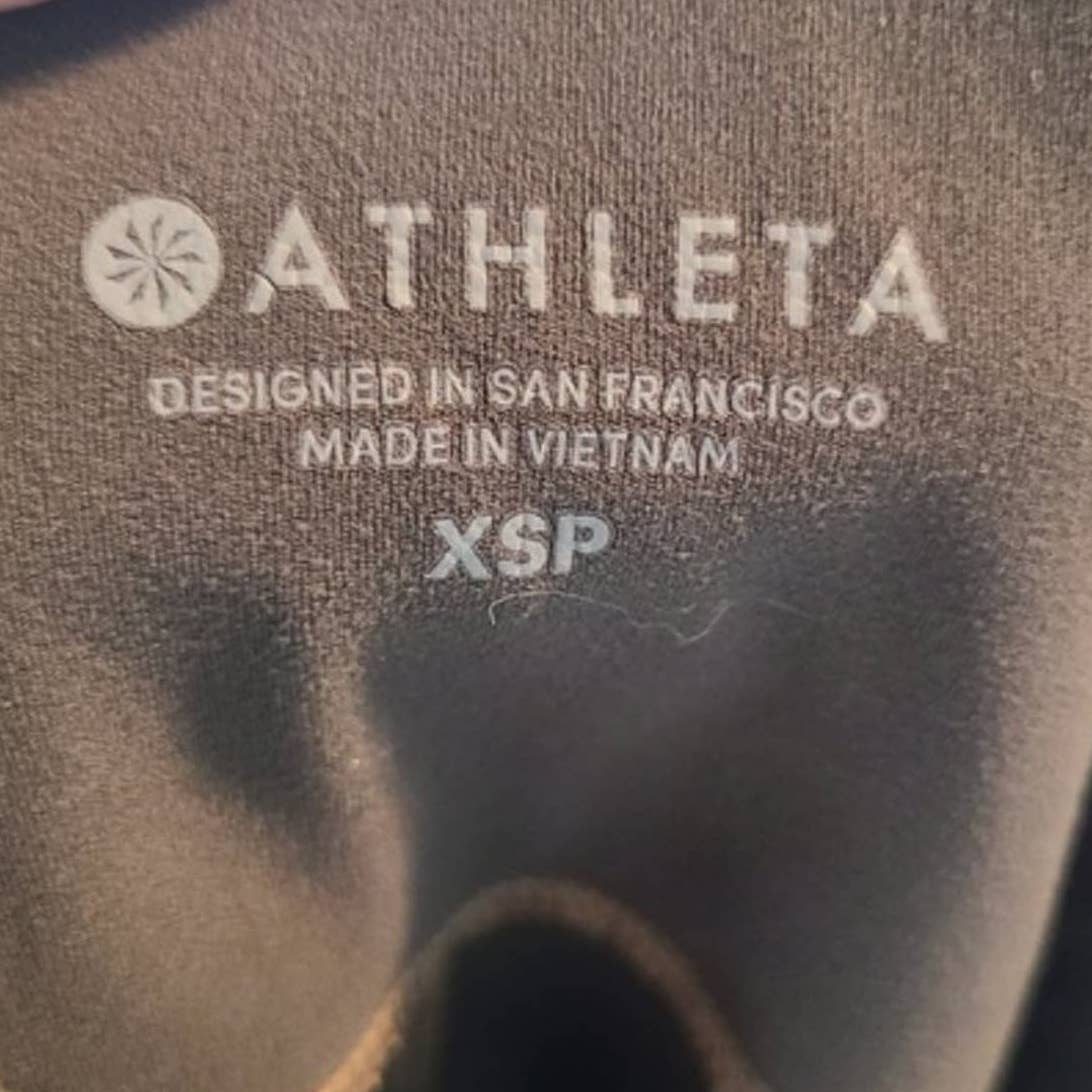 ATHLETA
DESIGNED IN SAN FRANCISCO
MADE IN VIETNAM
XSP